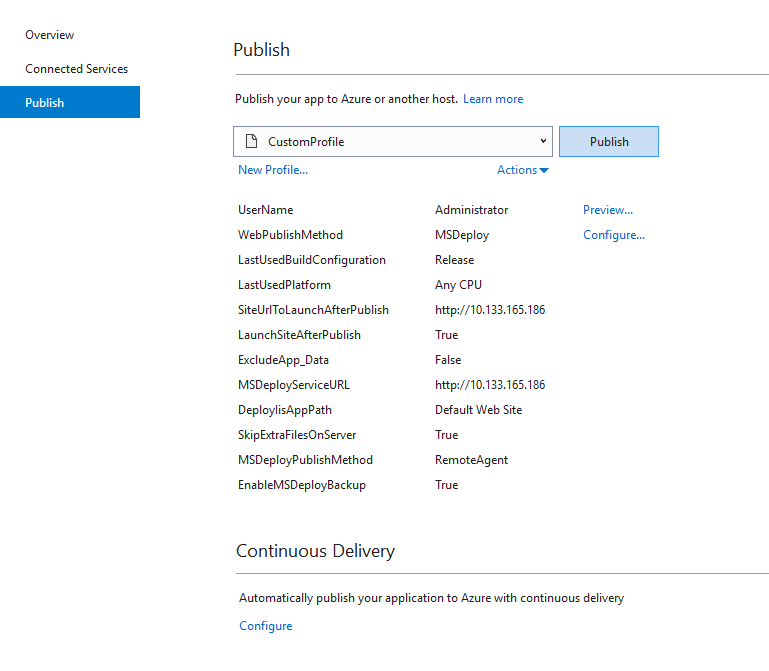 Overview
Connected Services
Publish
Publish
Publish your app to Azure or another host. Learn more
CustomProfile
Publish
New Profile...
Actions
UserName Administrator Preview...
WebPublishMethod MSDeploy Configure...
LastUsedBuildConfiguration Release
LastUsedPlatform Any CPU
SiteUrlToLaunchAfterPublish http://10.133.165.186
LaunchSiteAfterPublish True
ExcludeApp_Data False
MSDeployServiceURL http://10.133.165.186
DeployIisAppPath Default Web Site
SkipExtraFilesOnServer True
MSDeployPublishMethod RemoteAgent
EnableMSDeployBackup True
Continuous Delivery
Automatically publish your application to Azure with continuous delivery
Configure